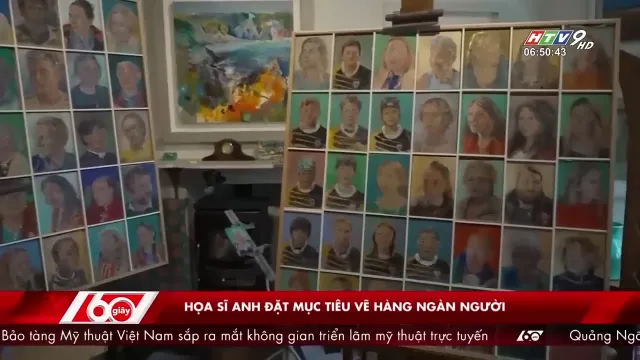 HTV9 HD
06:50:43
60 giây
HỌA SĨ ANH ĐẶT MỤC TIÊU VẼ HÀNG NGÀN NGƯỜI
Bảo tàng Mỹ thuật Việt Nam sắp ra mắt không gian triển lãm mỹ thuật trực tuyến
60
Quảng Ng